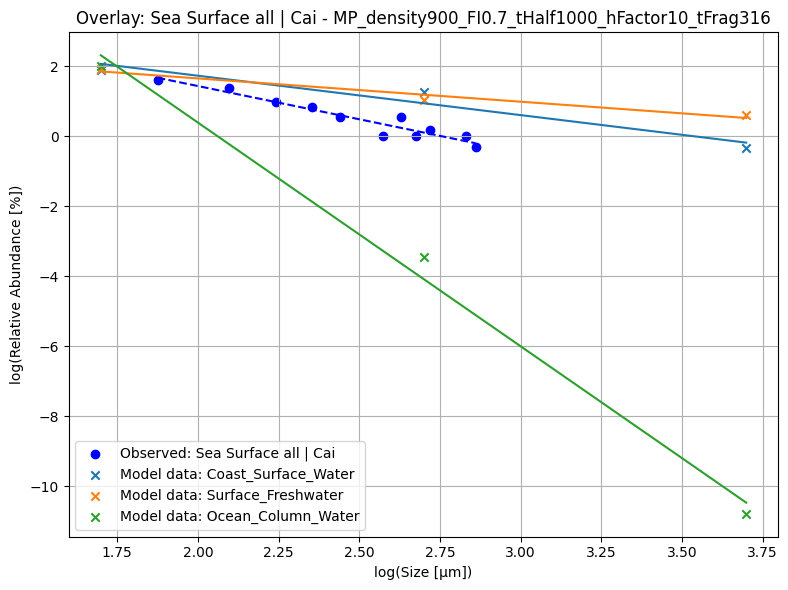 Overlay: Sea Surface all | Cai - MP_density900_FI0.7_tHalf1000_hFactor10_tFrag316
log(Relative Abundance [%])
2
0
−2
−4
−6
−8
−10
Observed: Sea Surface all | Cai
Model data: Coast_Surface_Water
Model data: Surface_Freshwater
Model data: Ocean_Column_Water
1.75 2.00 2.25 2.50 2.75 3.00 3.25 3.50 3.75
log(Size [μm])